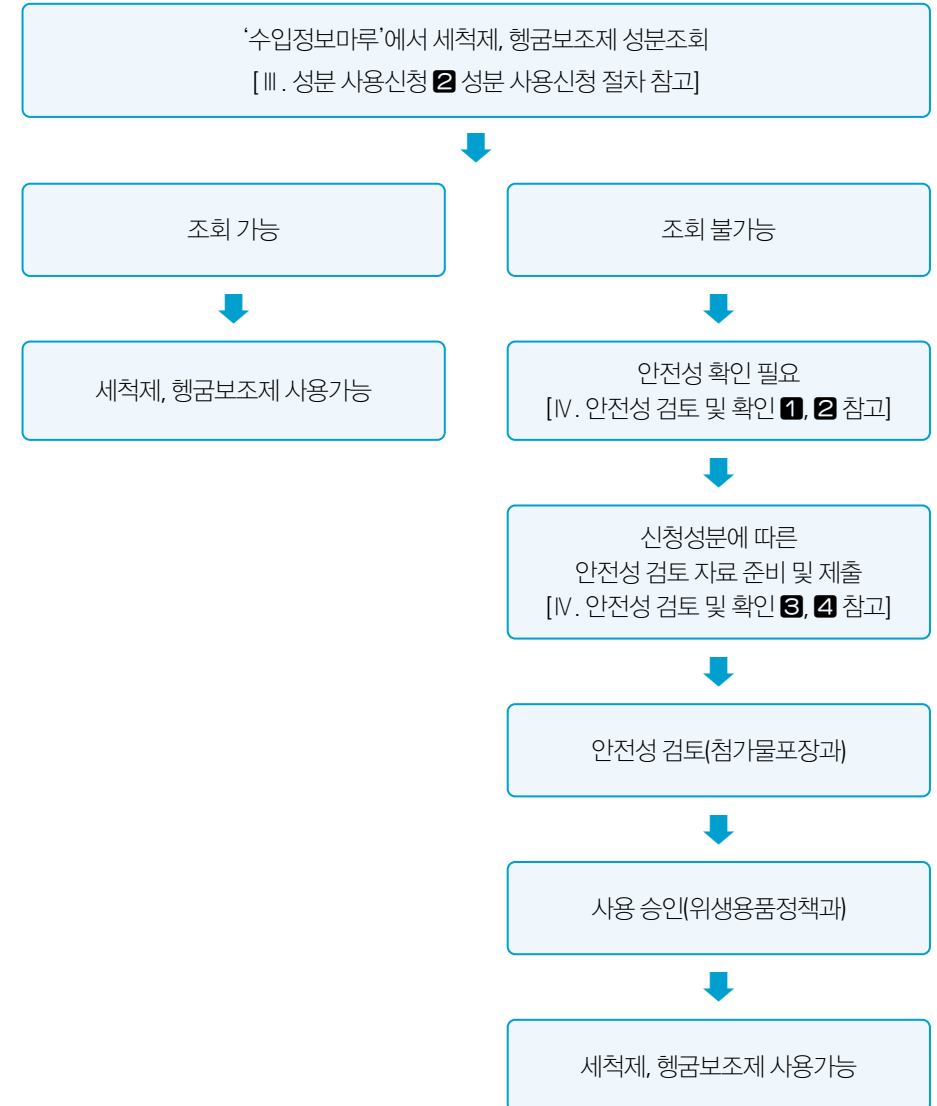 ‘수입정보마루’에서 세척제, 헹굼보조제 성분조회
[Ⅲ. 성분 사용신청 2 성분 사용신청 절차 참고]
조회 가능
조회 불가능
세척제, 헹굼보조제 사용가능
안전성 확인 필요
[Ⅳ. 안전성 검토 및 확인 1, 2 참고]
신청성분에 따른
안전성 검토 자료 준비 및 제출
[Ⅳ. 안전성 검토 및 확인 3, 4 참고]
안전성 검토(첨가물포장과)
사용 승인(위생용품정책과)
세척제, 헹굼보조제 사용가능